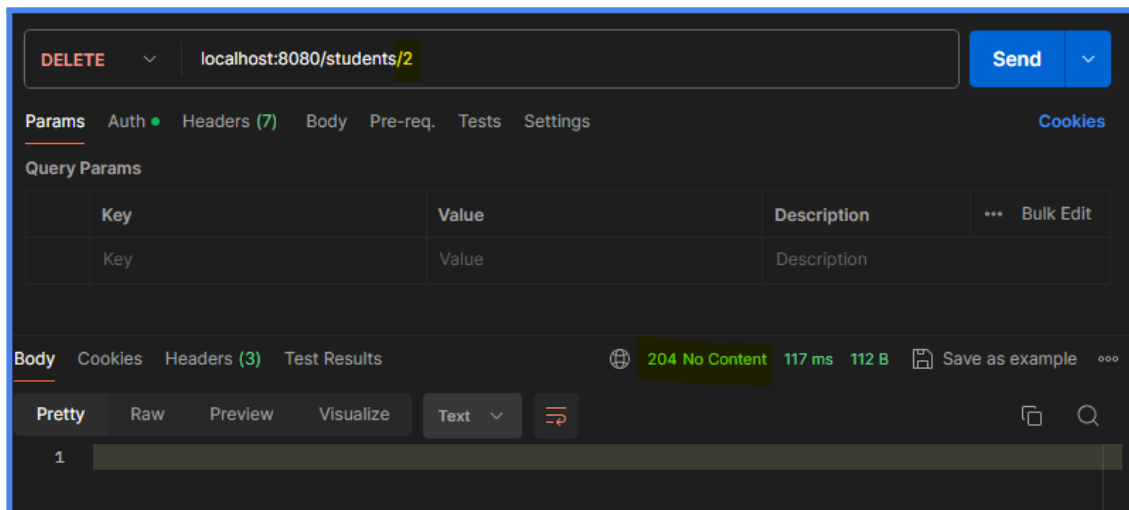 DELETE localhost:8080/students/2 Send
Params Auth Headers (7) Body Pre-req. Tests Settings Cookies
Query Params
Key Value Description ••• Bulk Edit
Key Value Description
Body Cookies Headers (3) Test Results 204 No Content 117 ms 112 B Save as example
Pretty Raw Preview Visualize Text
1